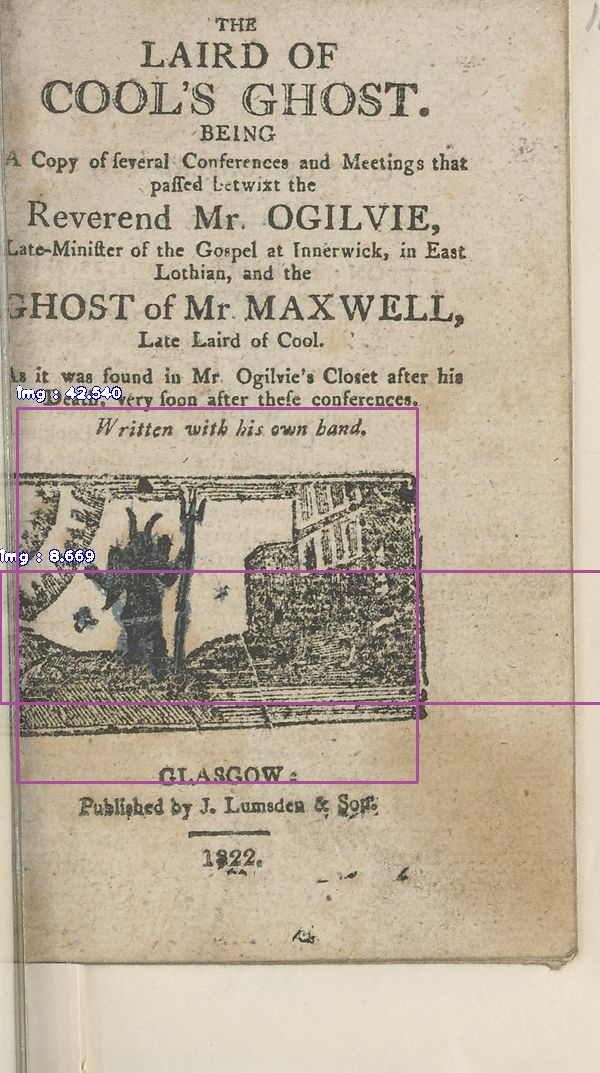 THE
LAIRD OF
COOL'S GHOST.
BEING
A Copy of ſeveral Conferences and Meetings that
paſſed betwixt the
Reverend Mr. OGILVIE,
Late-Miniſter of the Goſpel at Innerwick, in East
Lothian, and the
GHOST of Mr. MAXWELL,
Late Laird of Cool.
As it was found in Mr. Ogilvie's Cloſet after his
img : 42.540
Death, very ſoon after theſe conferences.
Written with his own hand.
img : 8.669
GLASGOW:
Published by J. Lumsden & Son.
1822.